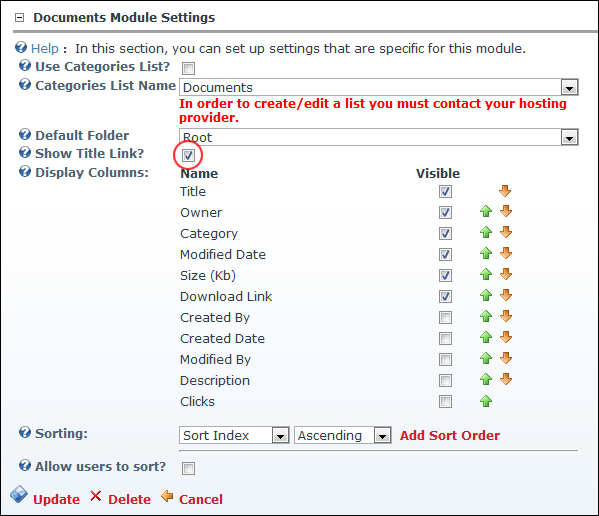 Documents Module Settings
Help : In this section, you can set up settings that are specific for this module.
Use Categories List?
Categories List Name Documents
In order to create/edit a list you must contact your hosting
provider.
Default Folder Root
Show Title Link?
Display Columns: Name Visible
Title
Owner
Category
Modified Date
Size (Kb)
Download Link
Created By
Created Date
Modified By
Description
Clicks
Sorting: Sort Index Ascending Add Sort Order
Allow users to sort?
Update Delete Cancel